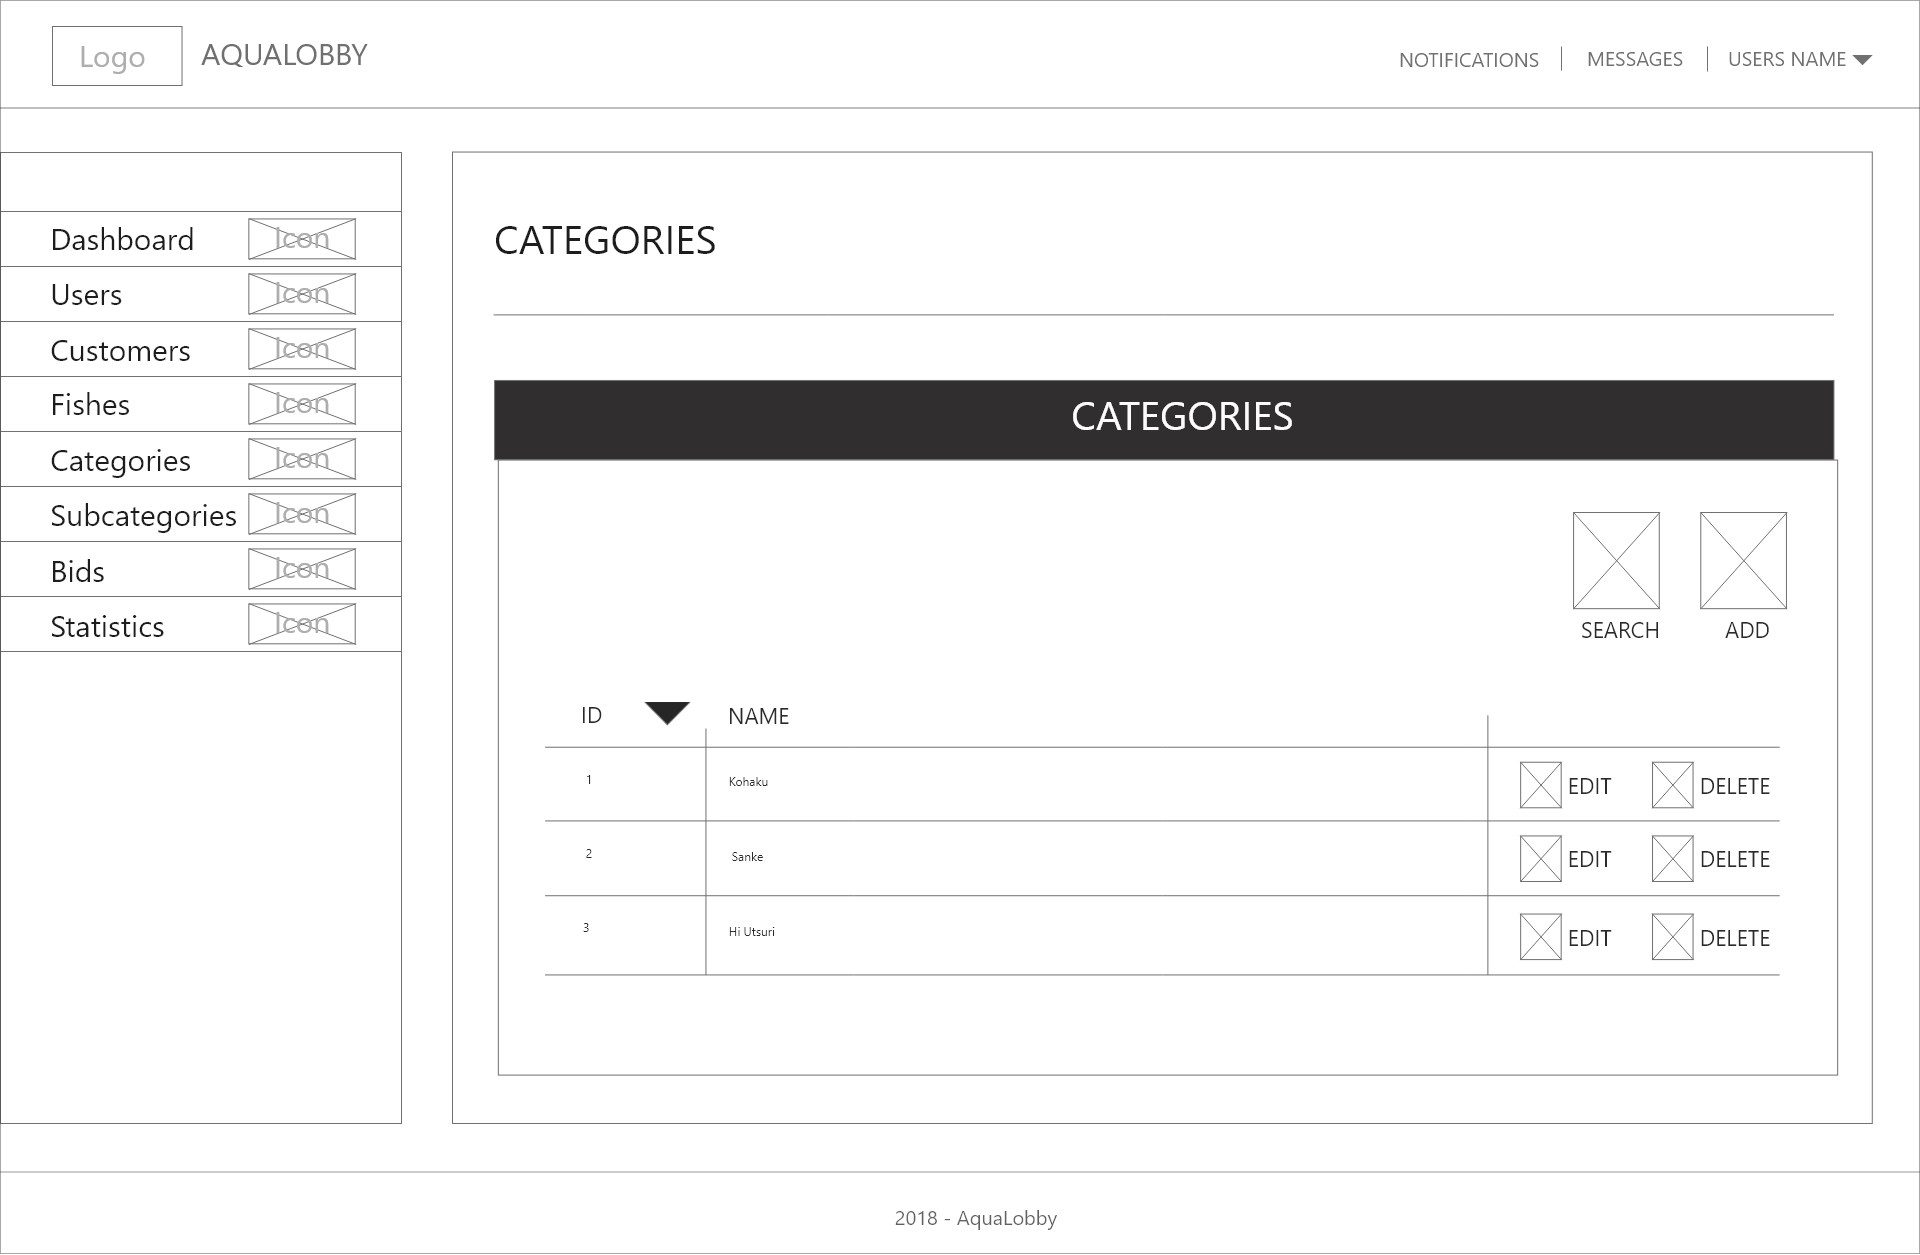 Logo AQUALOBBY NOTIFICATIONS MESSAGES USERS NAME
Dashboard Icon
Users Icon
Customers Icon
Fishes Icon
Categories Icon
Subcategories Icon
Bids Icon
Statistics Icon
CATEGORIES
CATEGORIES
SEARCH ADD
ID NAME
1 Kohaku EDIT DELETE
2 Sanke EDIT DELETE
3 Hi Utsuri EDIT DELETE
2018 - AquaLobby